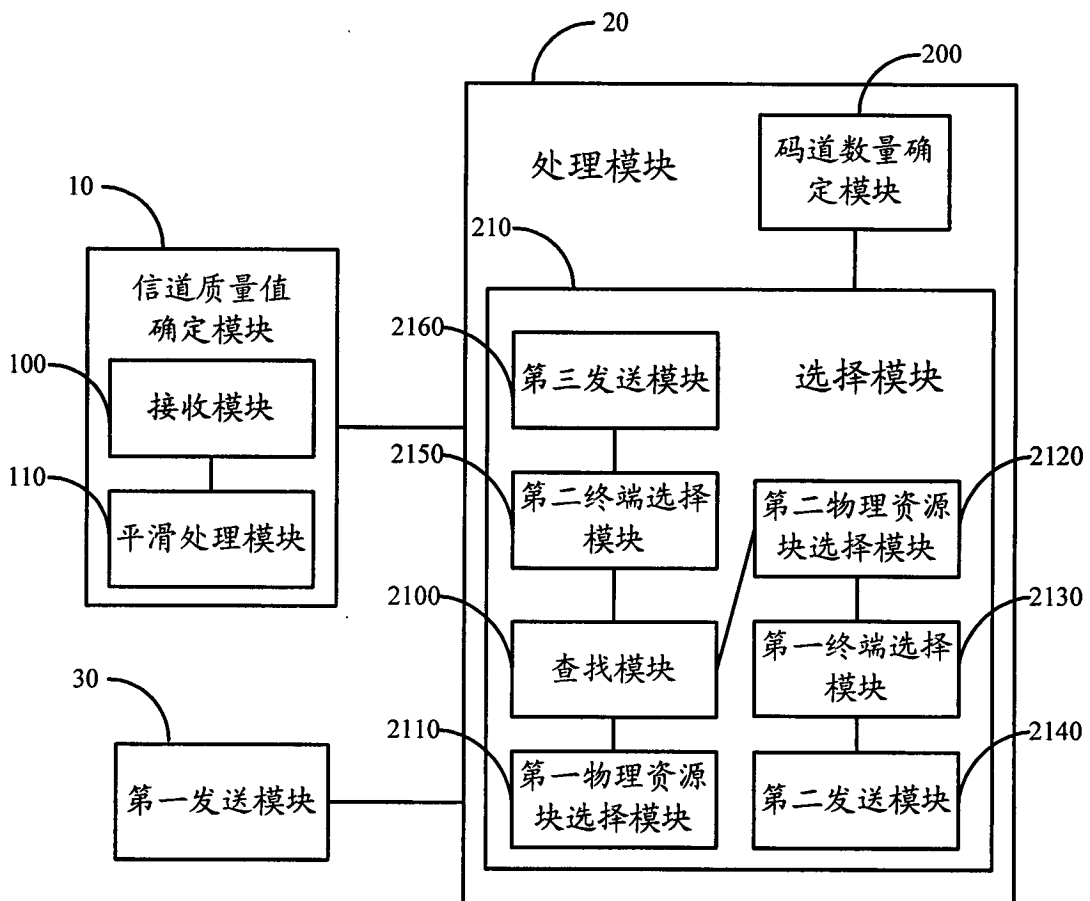 20
200
处理模块
码道数量确
定模块
10
210
信道质量值
确定模块
2160
100
第三发送模块
选择模块
接收模块
2150
2120
110
第二终端选择
模块
第二物理资源
块选择模块
平滑处理模块
2100
2130
查找模块
第一终端选择
模块
30
2110
2140
第一发送模块
第一物理资源
块选择模块
第二发送模块